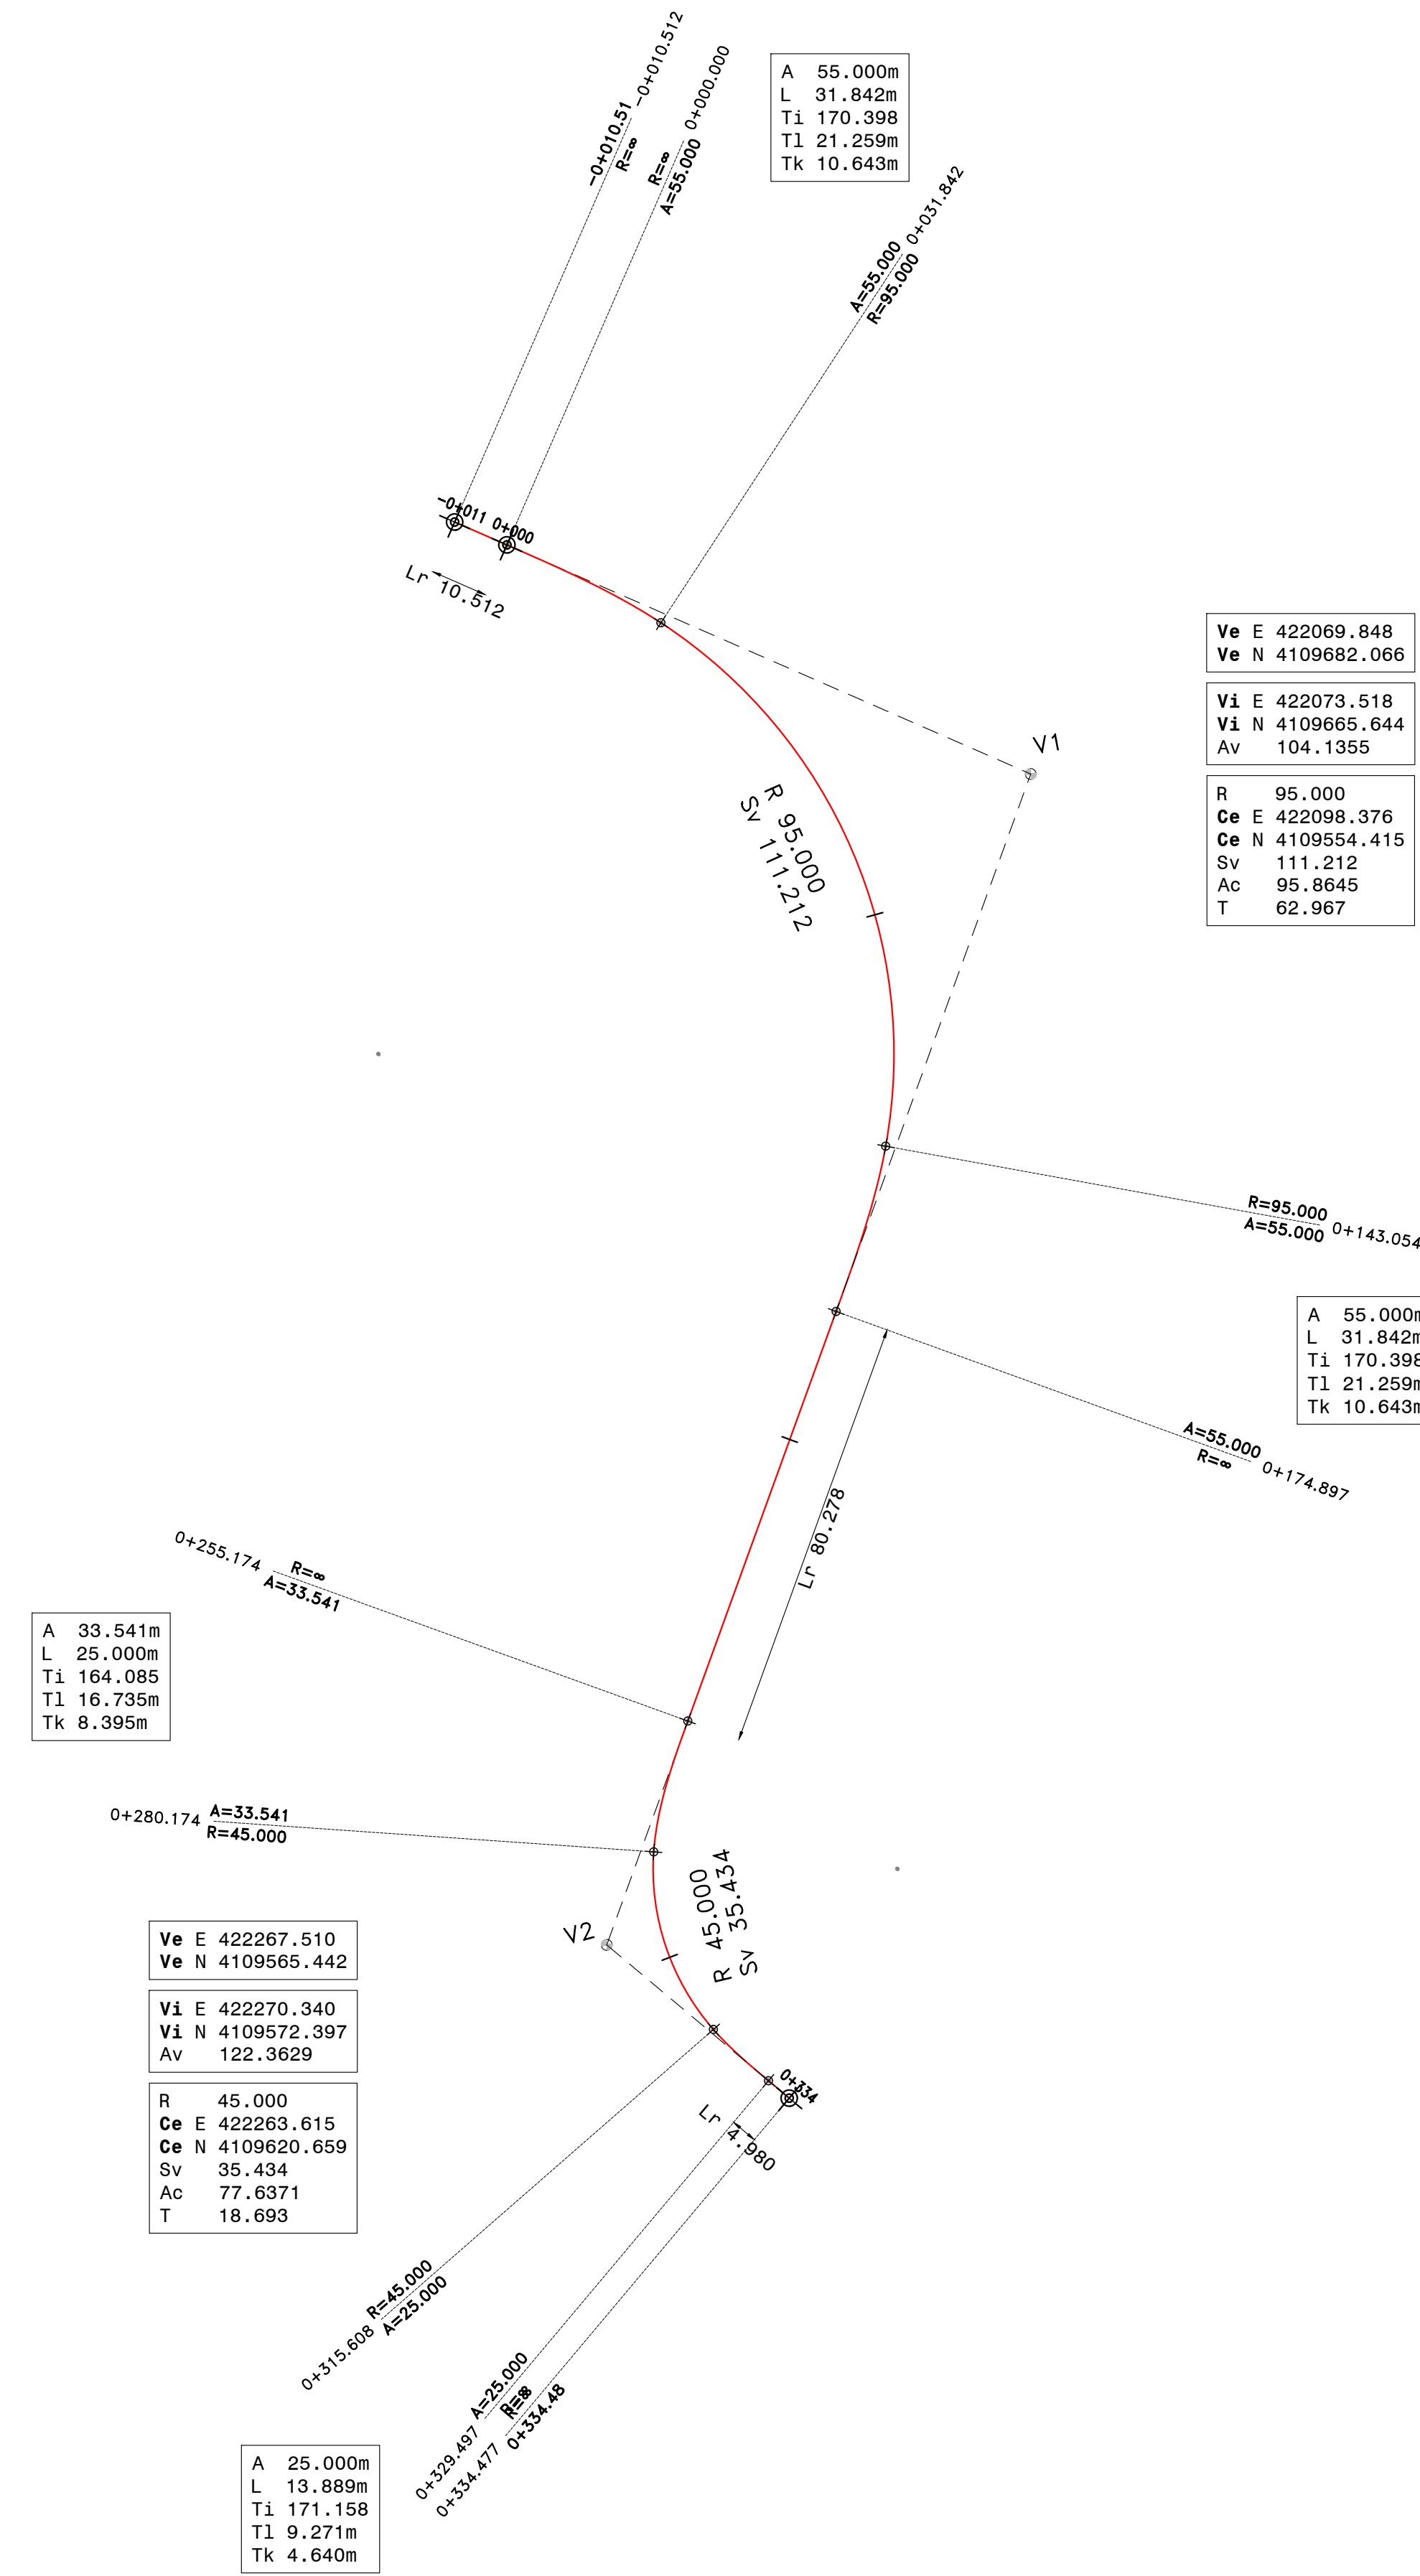 -0+010.512
-0+010.51
R=∞
0+000.000
R=∞
A=55.000
A 55.000m
L 31.842m
Ti 170.398
Tl 21.259m
Tk 10.643m
0+031.842
A=55.000
R=95.000
-0+011
0+000
Lr 10.512
Ve E 422069.848
Ve N 4109682.066
Vi E 422073.518
Vi N 4109665.644
Av 104.1355
V1
R 95.000
Ce E 422098.376
Ce N 4109554.415
Sv 111.212
Ac 95.8645
T 62.967
R 95.000
Sv 111.212
R=95.000
A=55.000
0+143.054
A 55.000m
L 31.842m
Ti 170.398
Tl 21.259m
Tk 10.643m
A=55.000
R=∞
0+174.897
Lr 80.278
0+255.174
R=∞
A=33.541
A 33.541m
L 25.000m
Ti 164.085
Tl 16.735m
Tk 8.395m
0+280.174
A=33.541
R=45.000
R 45.000
Sv 35.434
V2
Ve E 422267.510
Ve N 4109565.442
Vi E 422270.340
Vi N 4109572.397
Av 122.3629
R 45.000
Ce E 422263.615
Ce N 4109620.659
Sv 35.434
Ac 77.6371
T 18.693
0+334
Lr 4.980
R=45.000
A=25.000
0+315.608
A=25.000
R=∞
0+329.497
R=∞
0+334.48
0+334.477
A 25.000m
L 13.889m
Ti 171.158
Tl 9.271m
Tk 4.640m